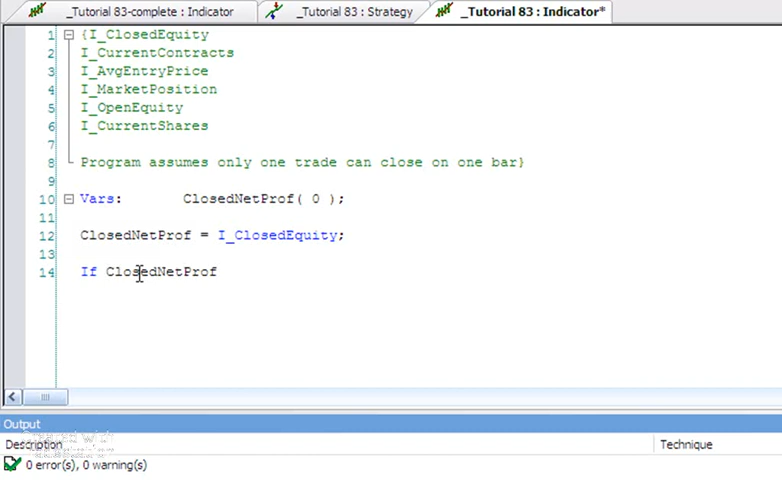 _Tutorial 83-complete : Indicator
_Tutorial 83 : Strategy
_Tutorial 83 : Indicator*
1 {I_ClosedEquity
2 I_CurrentContracts
3 I_AvgEntryPrice
4 I_MarketPosition
5 I_OpenEquity
6 I_CurrentShares
7
8 Program assumes only one trade can close on one bar}
9
10 Vars: ClosedNetProf( 0 );
11
12 ClosedNetProf = I_ClosedEquity;
13
14 If ClosedNetProf
Output
Description Technique
0 error(s), 0 warning(s)